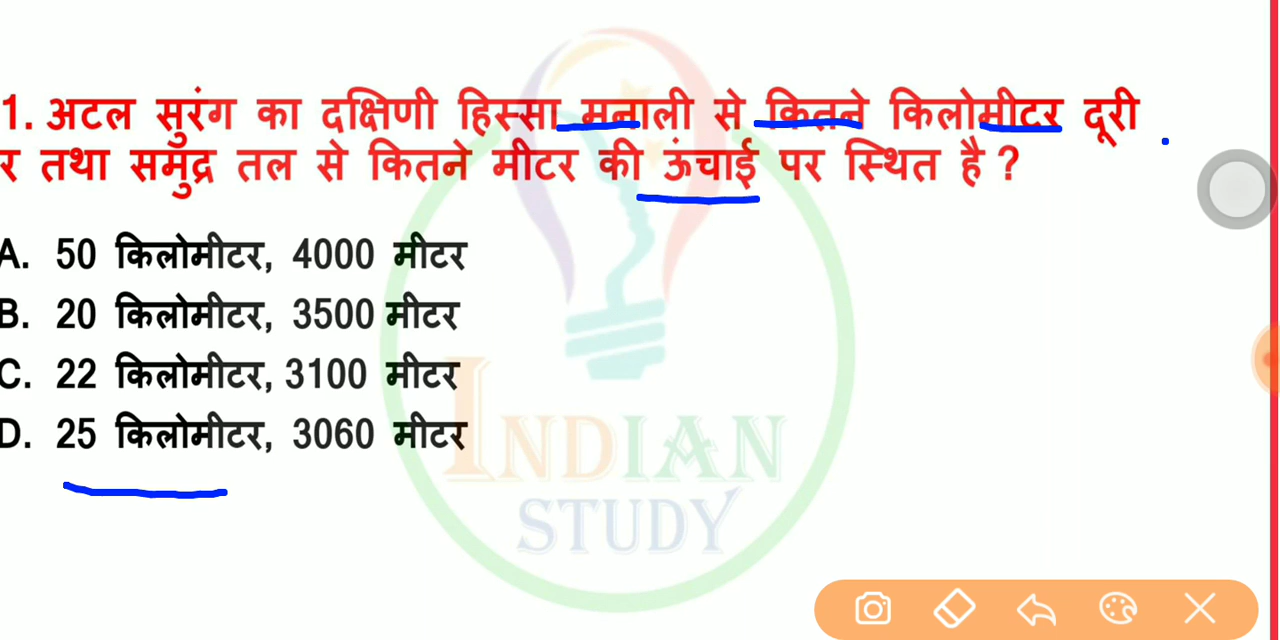 1. अटल सुरंग का दक्षिणी हिस्सा मनाली से कितने किलोमीटर दूरी
र तथा समुद्र तल से कितने मीटर की ऊंचाई पर स्थित है ?
A. 50 किलोमीटर, 4000 मीटर
B. 20 किलोमीटर, 3500 मीटर
C. 22 किलोमीटर, 3100 मीटर
D. 25 किलोमीटर, 3060 मीटर
INDIAN
STUDY